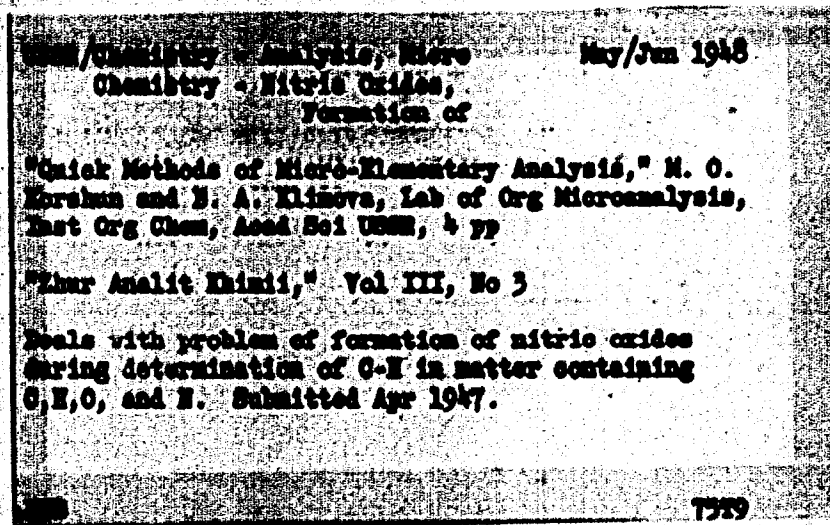 USSR/Chemistry - Analysis, Micro May/Jun 1948
Chemistry - Nitric Oxides,
Formation of
"Quick Methods of Micro-Elementary Analysis," M. O.
Korshun and N. A. Klimova, Lab of Org Microanalysis,
Inst Org Chem, Acad Sci USSR, 4 pp
"Zhur Analit Khimii," Vol III, No 3
Deals with problem of formation of nitric oxides
during determination of C-H in matter containing
C,H,O, and N. Submitted Apr 1947.